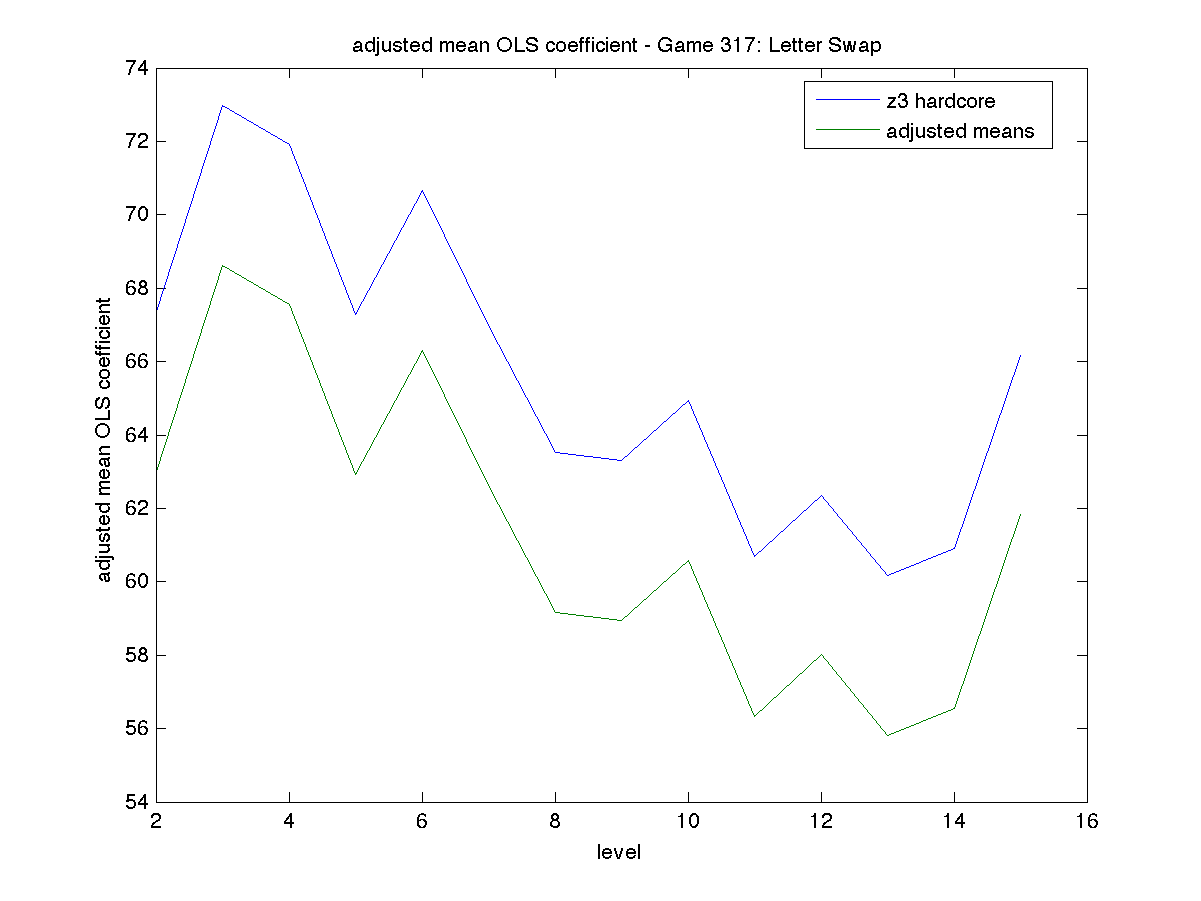 adjusted mean OLS coefficient - Game 317: Letter Swap
z3 hardcore
adjusted means
adjusted mean OLS coefficient
74
72
70
68
66
64
62
60
58
56
54
2 4 6 8 10 12 14 16
level